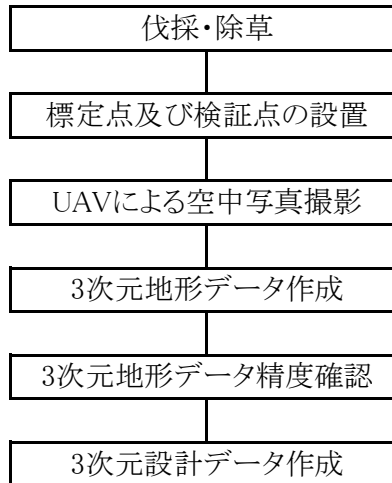 伐採・除草
標定点及び検証点の設置
UAVによる空中写真撮影
3次元地形データ作成
3次元地形データ精度確認
3次元設計データ作成